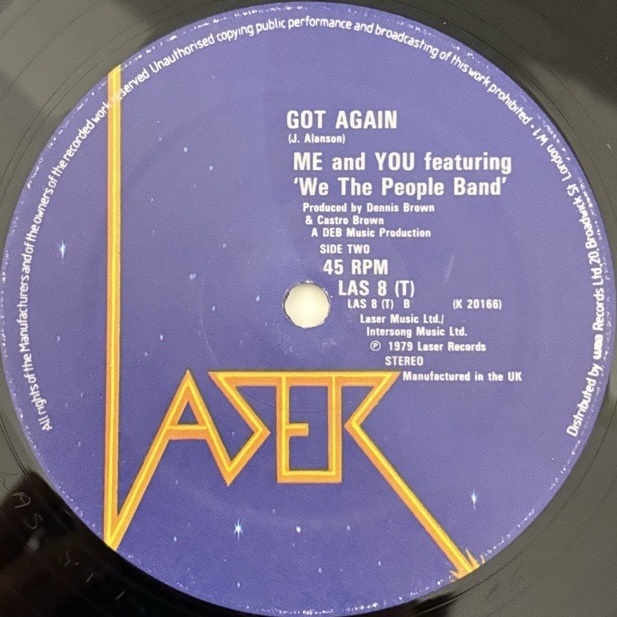 All rights of the Manufacturers and of the owners of the recorded work reserved Unauthorised copying public performance and broadcasting of this work prohibited • W1
GOT AGAIN
(J. Alanson)
ME and YOU featuring
'We The People Band'
Produced by Dennis Brown
& Castro Brown
A DEB Music Production
SIDE TWO
45 RPM
LAS 8 (T)
LAS 8 (T) B (K 20166)
Laser Music Ltd./
Intersong Music Ltd.
Ⓟ 1979 Laser Records
STEREO
Manufactured in the UK
LASER
Distributed by wea Records Ltd, 20, Broadwick St. London